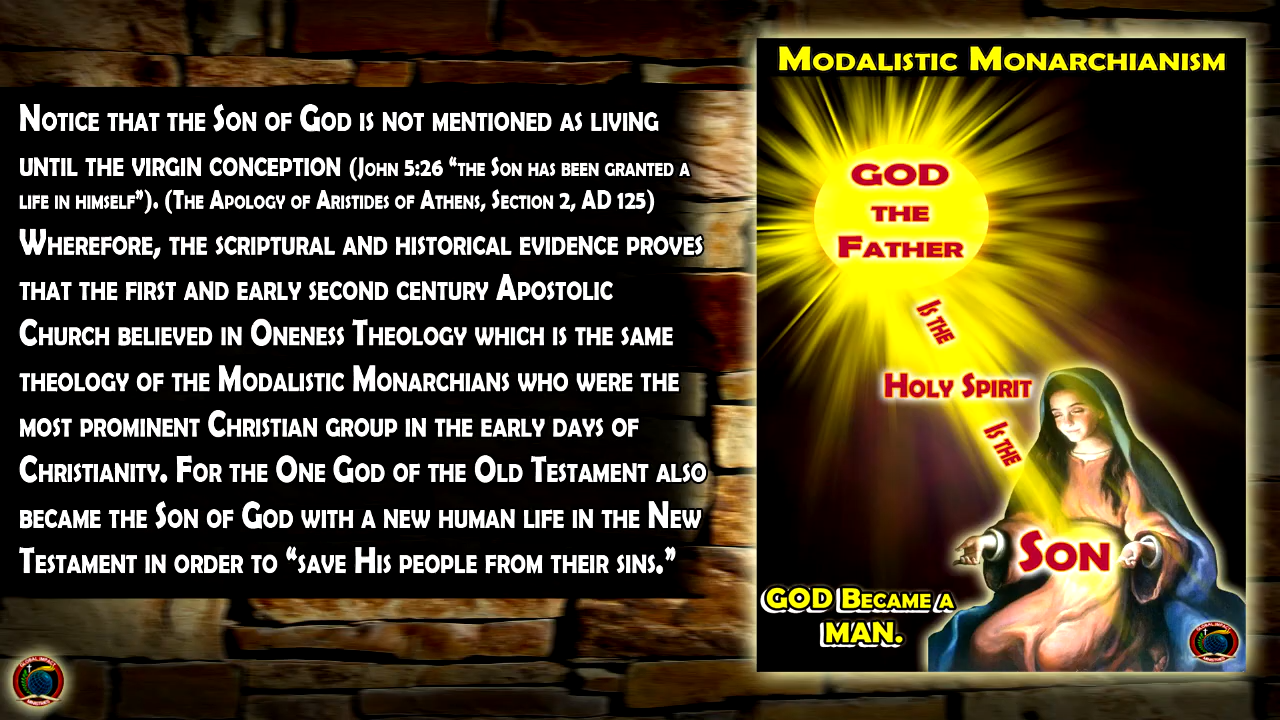 Notice that the Son of God is not mentioned as living
until the virgin conception (John 5:26 “the Son has been granted a
life in himself”). (The Apology of Aristides of Athens, Section 2, AD 125)
Wherefore, the scriptural and historical evidence proves
that the first and early second century Apostolic
Church believed in Oneness Theology which is the same
theology of the Modalistic Monarchians who were the
most prominent Christian group in the early days of
Christianity. For the One God of the Old Testament also
became the Son of God with a new human life in the New
Testament in order to “save His people from their sins.”
Modalistic Monarchianism
GOD
THE
Father
Is the
Holy Spirit
Is the
Son
GOD Became a
MAN.
GLOBAL IMPACT
MINISTRIES
GLOBAL IMPACT
MINISTRIES